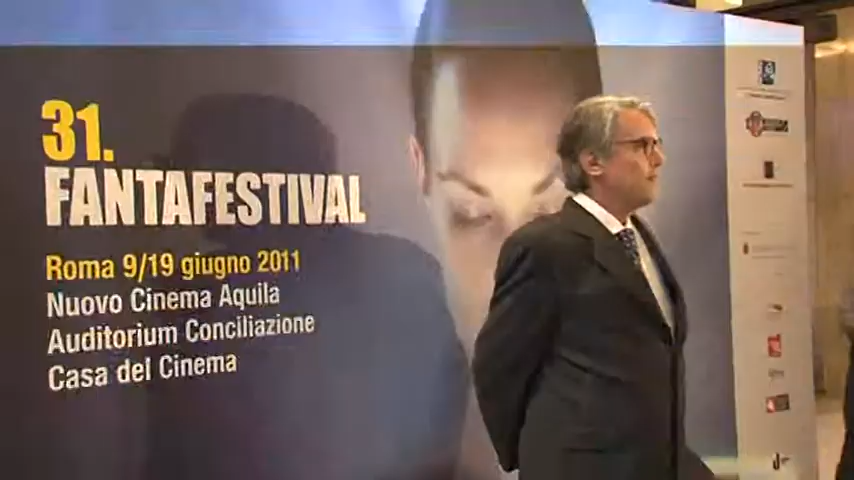 31.
FANTAFESTIVAL
Roma 9/19 giugno 2011
Nuovo Cinema Aquila
Auditorium Conciliazione
Casa del Cinema